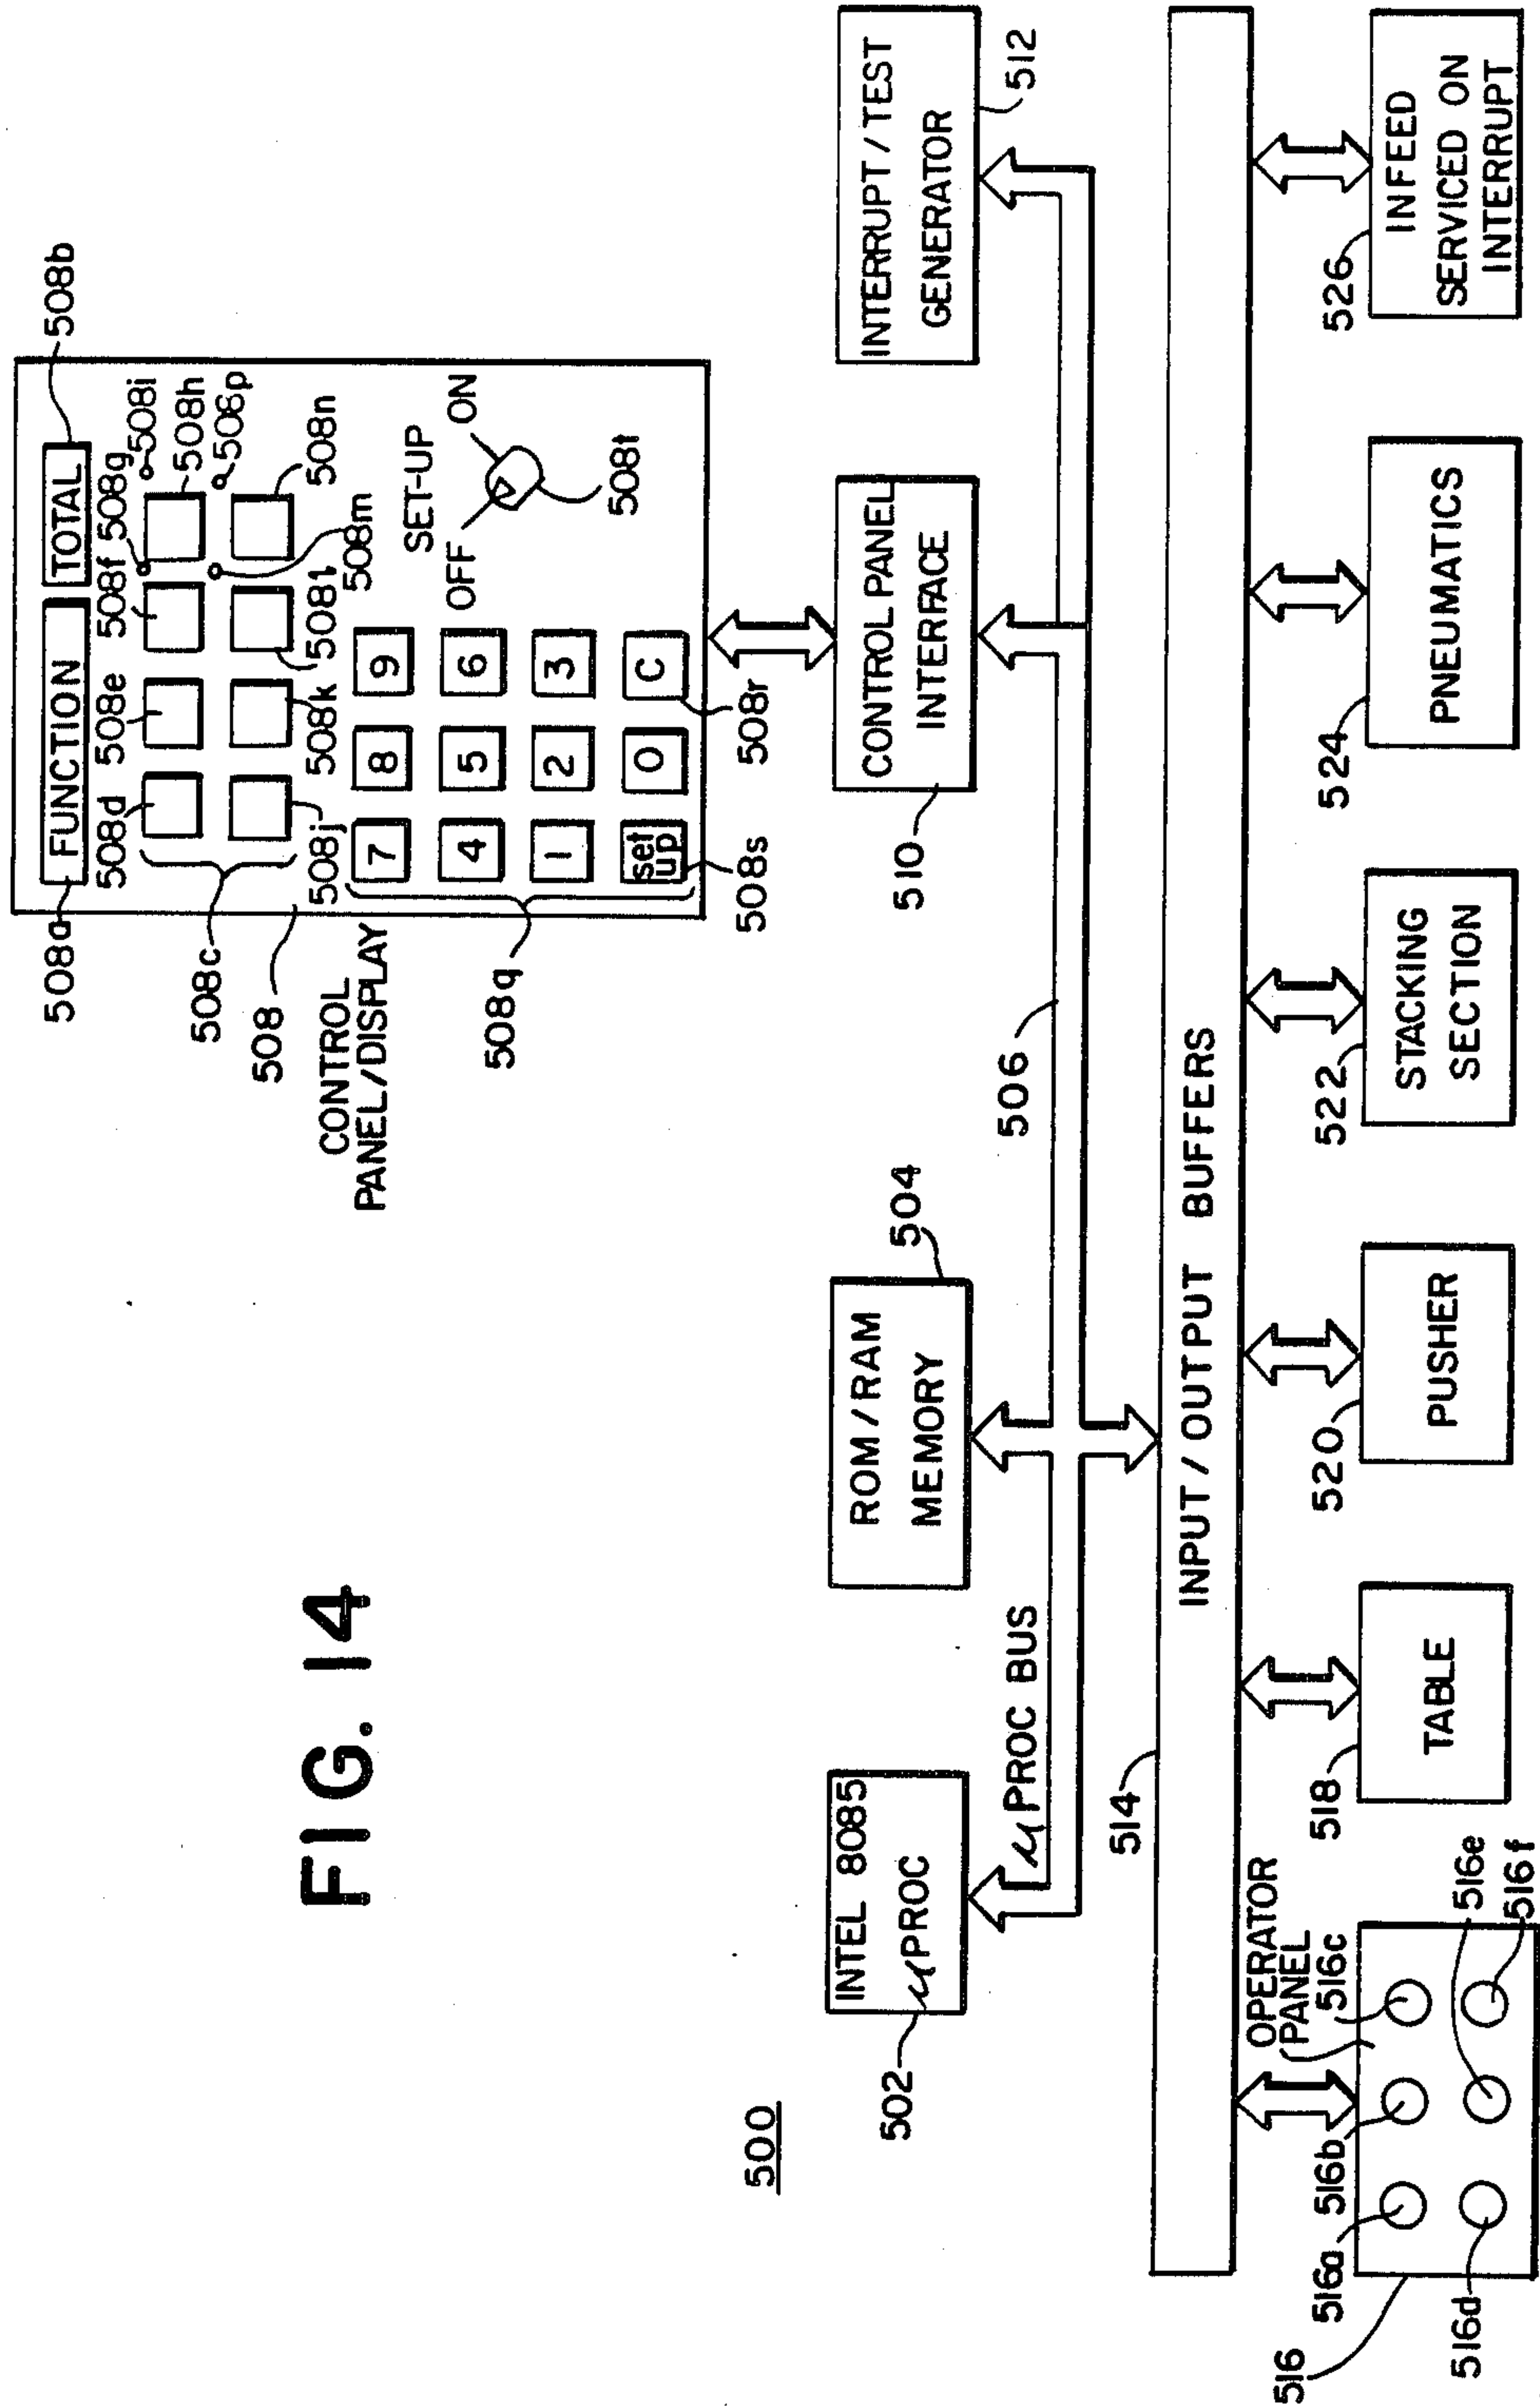 FIG. 14
500
508a
FUNCTION
TOTAL
508b
508d
508e
508f
508g
508i
508h
508p
508c
508
508j
508k
508l
508m
508n
CONTROL
PANEL/DISPLAY
508q
7 8 9
4 5 6
1 2 3
set
up
0 C
508s
508r
SET-UP
OFF ON
508t
INTEL 8085
μPROC
502
ROM/RAM
MEMORY
504
CONTROL PANEL
INTERFACE
510
INTERRUPT/TEST
GENERATOR
512
μPROC BUS
506
514
INPUT/OUTPUT BUFFERS
OPERATOR
PANEL
516a
516b
516c
516
516d
516e
516f
518
TABLE
520
PUSHER
522
STACKING
SECTION
524
PNEUMATICS
526
INFEED
SERVICED ON
INTERRUPT